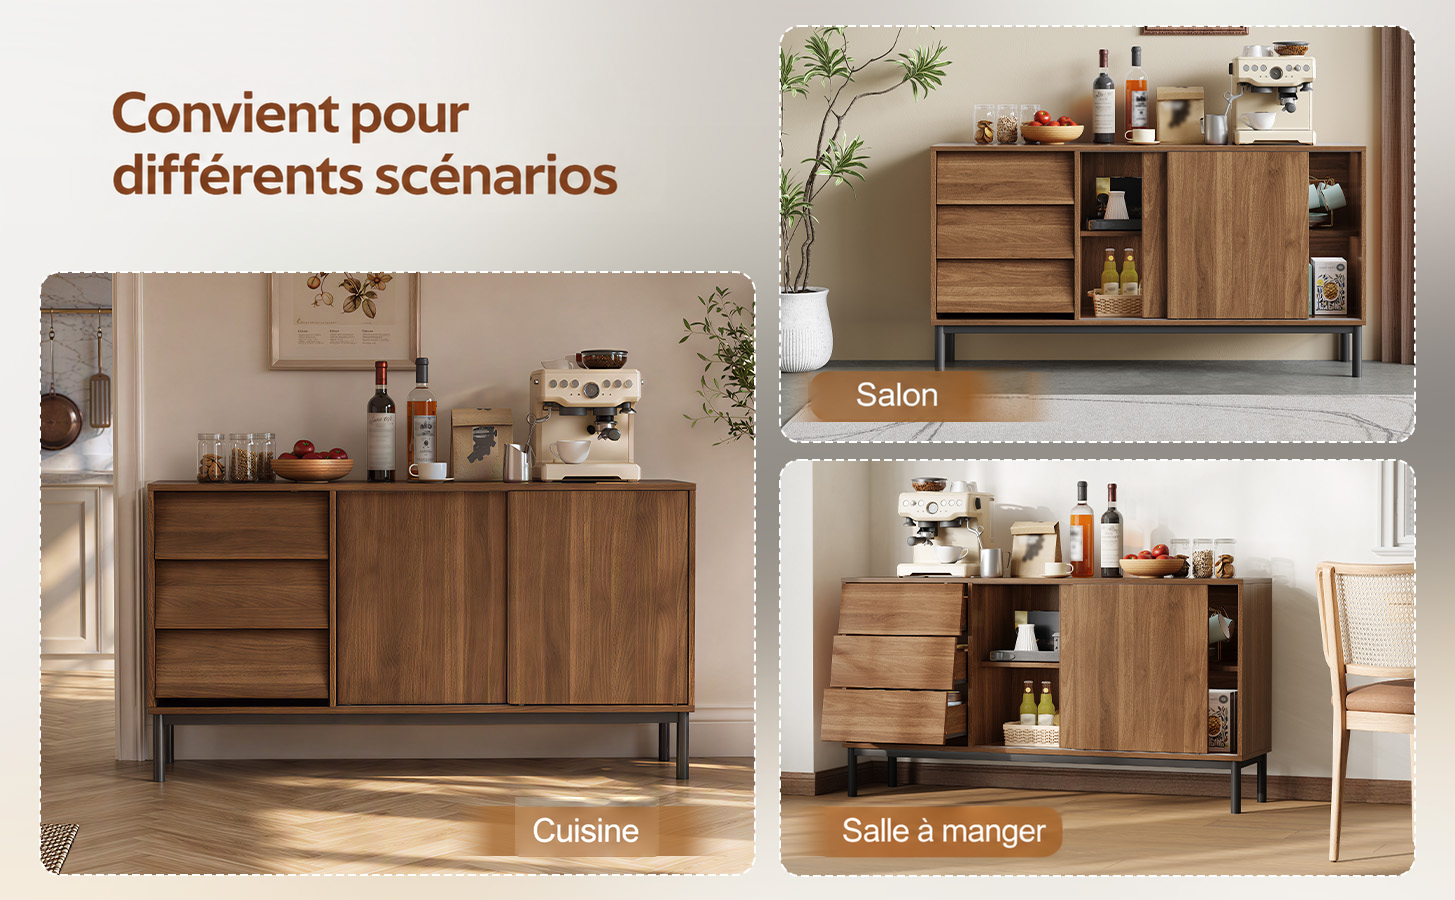 Convient pour
différents scénarios
Salon
Cuisine
Salle à manger